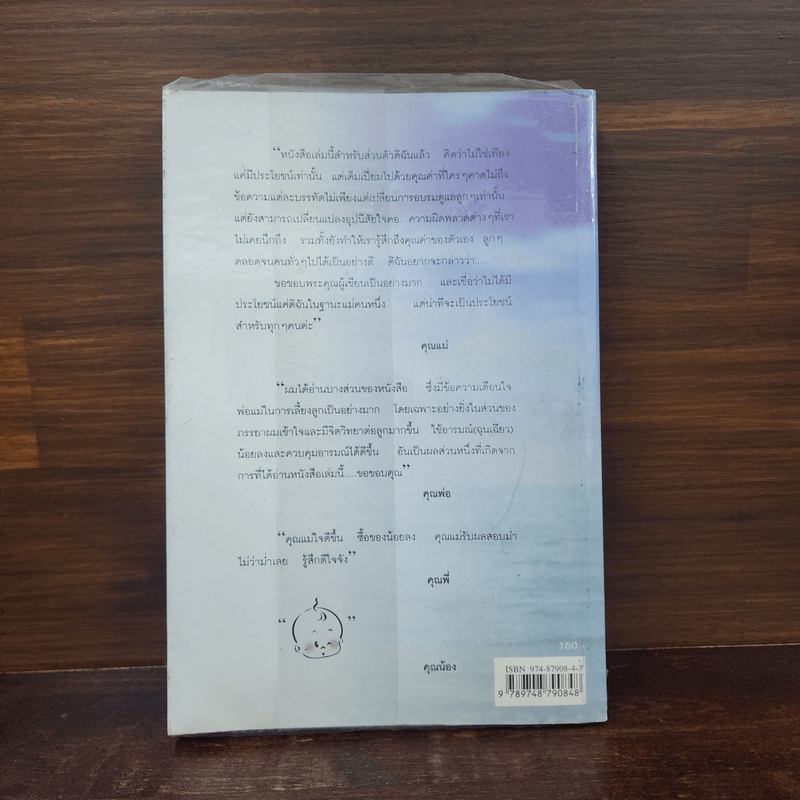 “หนังสือเล่มนี้สำหรับส่วนตัวดิฉันแล้ว คิดว่าไม่ใช่เพียง
แค่มีประโยชน์เท่านั้น แต่เต็มเปี่ยมไปด้วยคุณค่าที่ใครๆคาดไม่ถึง
ข้อความแต่ละบรรทัดไม่เพียงแต่เปลี่ยนการอบรมดูแลลูกๆเท่านั้น
แต่ยังสามารถเปลี่ยนแปลงอุปนิสัยใจคอ ความผิดพลาดต่างๆที่เรา
ไม่เคยนึกถึง รวมทั้งยังทำให้เรารู้สึกถึงคุณค่าของตัวเอง ลูกๆ
ตลอดจนคนทั่วๆไปได้เป็นอย่างดี ดิฉันอยากจะกล่าวว่า.....
ขอขอบพระคุณผู้เขียนเป็นอย่างมาก และเชื่อว่าไม่ได้มี
ประโยชน์แค่ดิฉันในฐานะแม่คนหนึ่ง แต่น่าที่จะเป็นประโยชน์
สำหรับทุกๆคนค่ะ”
คุณแม่
“ผมได้อ่านบางส่วนของหนังสือ ซึ่งมีข้อความเตือนใจ
พ่อแม่ในการเลี้ยงลูกเป็นอย่างมาก โดยเฉพาะอย่างยิ่งในส่วนของ
ภรรยาผมเข้าใจและมีจิตวิทยาต่อลูกมากขึ้น ใช้อารมณ์(ฉุนเฉียว)
น้อยลงและควบคุมอารมณ์ได้ดีขึ้น อันเป็นผลส่วนหนึ่งที่เกิดจาก
การที่ได้อ่านหนังสือเล่มนี้.....ขอขอบคุณ”
คุณพ่อ
“คุณแม่ใจดีขึ้น ซื้อของน้อยลง คุณแม่รับผลสอบม่ำ
ไม่ว่าม่ำเลย รู้สึกดีใจจัง”
คุณพี่
“ ”
คุณน้อง
150.-
ISBN 974-87908-4-3
9 789748 790848